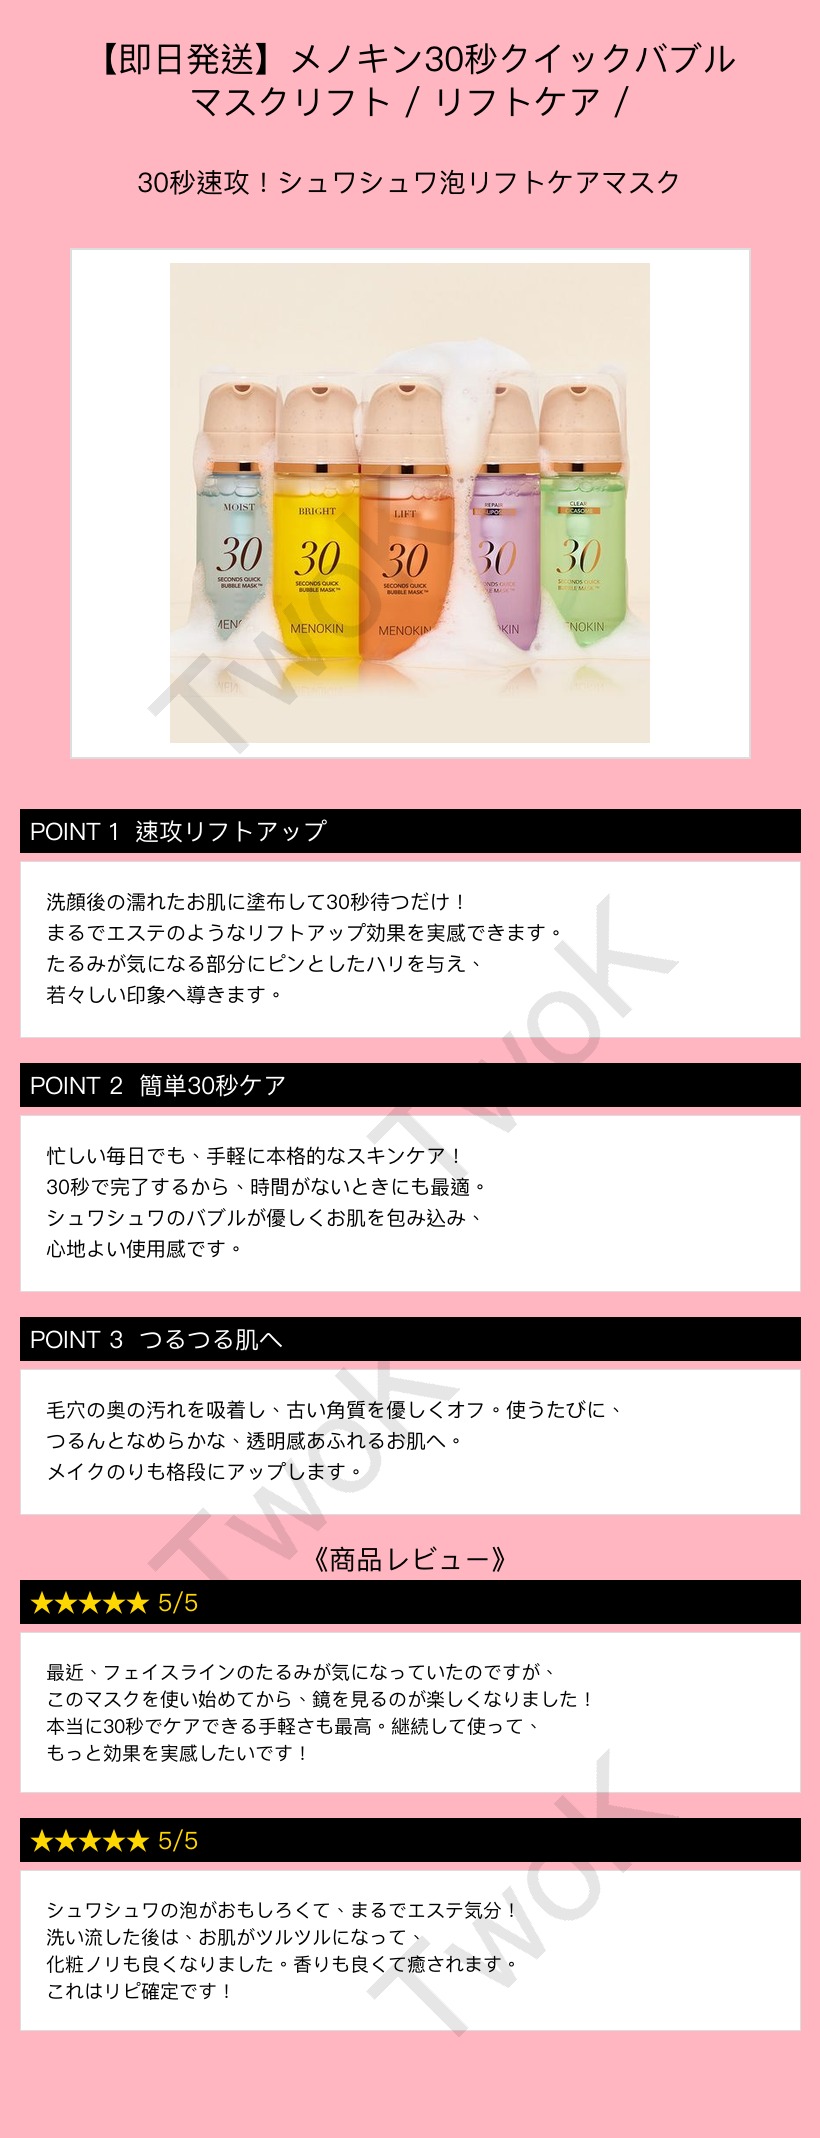 【即日発送】メノキン30秒クイックバブル
マスクリフト / リフトケア /
30秒速攻！シュワシュワ泡リフトケアマスク
MOIST
30
SECONDS QUICK
BUBBLE MASK™
MENO
BRIGHT
30
SECONDS QUICK
BUBBLE MASK™
MENOKIN
LIFT
30
SECONDS QUICK
BUBBLE MASK™
MENOKIN
REPAIR
30
KIN
CLEAR
30
SECONDS QUICK
BUBBLE MASK™
ENOKIN
TwoK
POINT 1 速攻リフトアップ
洗顔後の濡れたお肌に塗布して30秒待つだけ！
まるでエステのようなリフトアップ効果を実感できます。
たるみが気になる部分にピンとしたハリを与え、
若々しい印象へ導きます。
TwoK
POINT 2 簡単30秒ケア
忙しい毎日でも、手軽に本格的なスキンケア！
30秒で完了するから、時間がないときにも最適。
シュワシュワのバブルが優しくお肌を包み込み、
心地よい使用感です。
POINT 3 つるつる肌へ
毛穴の奥の汚れを吸着し、古い角質を優しくオフ。使うたびに、
つるんとなめらかな、透明感あふれるお肌へ。
メイクのりも格段にアップします。
TwoK
《商品レビュー》
★★★★★ 5/5
最近、フェイスラインのたるみが気になっていたのですが、
このマスクを使い始めてから、鏡を見るのが楽しくなりました！
本当に30秒でケアできる手軽さも最高。継続して使って、
もっと効果を実感したいです！
★★★★★ 5/5
シュワシュワの泡がおもしろくて、まるでエステ気分！
洗い流した後は、お肌がツルツルになって、
化粧ノリも良くなりました。香りも良くて癒されます。
これはリピ確定です！
TwoK